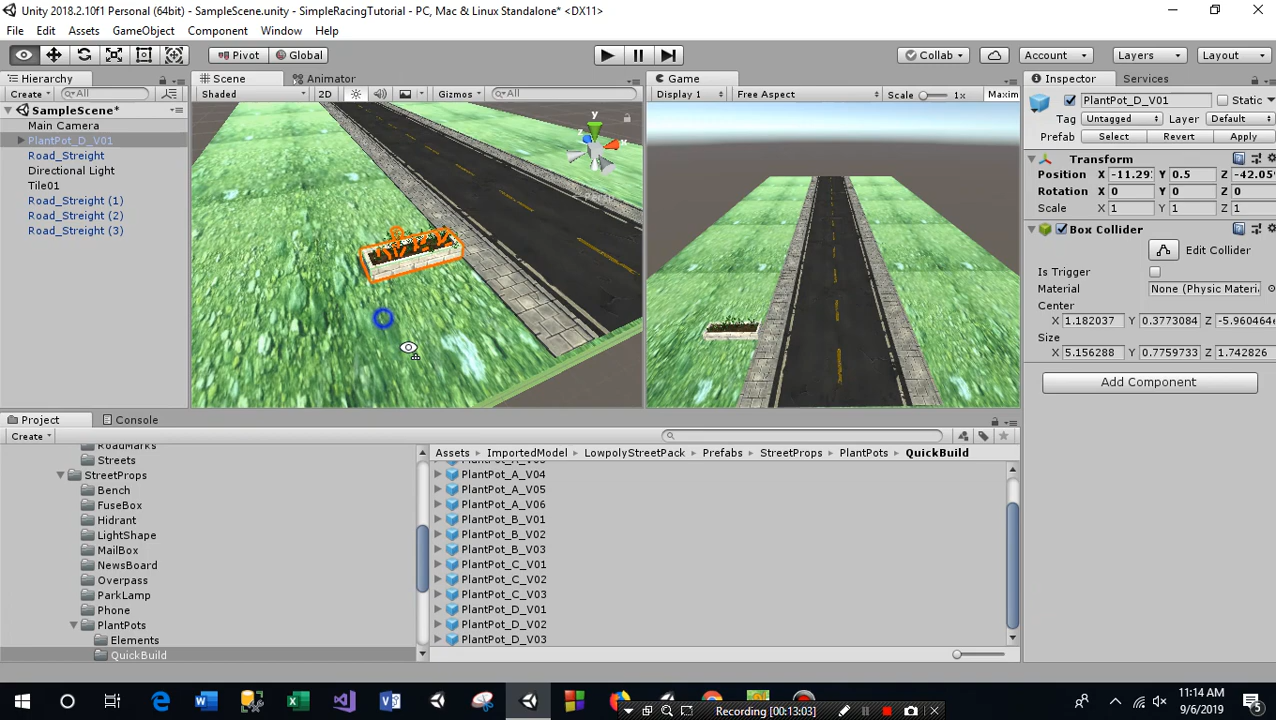 Unity 2018.2.10f1 Personal (64bit) - SampleScene.unity - SimpleRacingTutorial - PC, Mac & Linux Standalone* <DX11>
File Edit Assets GameObject Component Window Help
Pivot Global Collab Account Layers Layout
Hierarchy Scene Animator Game Inspector Services
Create All Shaded 2D Gizmos All Display 1 Free Aspect Scale 1x Maxim
PlantPot_D_V01 Static
SampleScene*
Tag Untagged Layer Default
Main Camera
Prefab Select Revert Apply
PlantPot_D_V01
Road_Streight
Transform
Directional Light
Position X -11.29 Y 0.5 Z -42.05
Tile01
Rotation X 0 Y 0 Z 0
Road_Streight (1)
Scale X 1 Y 1 Z 1
Road_Streight (2)
Road_Streight (3)
Box Collider
Edit Collider
Is Trigger
Material None (Physic Materi
Center
X 1.182037 Y 0.3773084 Z -5.960464
Size
X 5.156288 Y 0.7759733 Z 1.742826
Add Component
y
x
z
Persp
Project Console
Create
RoadMarks
Streets
StreetProps
Bench
FuseBox
Hidrant
LightShape
MailBox
NewsBoard
Overpass
ParkLamp
Phone
PlantPots
Elements
QuickBuild
Assets ImportedModel LowpolyStreetPack Prefabs StreetProps PlantPots QuickBuild
PlantPot_A_V04
PlantPot_A_V05
PlantPot_A_V06
PlantPot_B_V01
PlantPot_B_V02
PlantPot_B_V03
PlantPot_C_V01
PlantPot_C_V02
PlantPot_C_V03
PlantPot_D_V01
PlantPot_D_V02
PlantPot_D_V03
Recording [00:13:03]
11:14 AM
9/6/2019
5